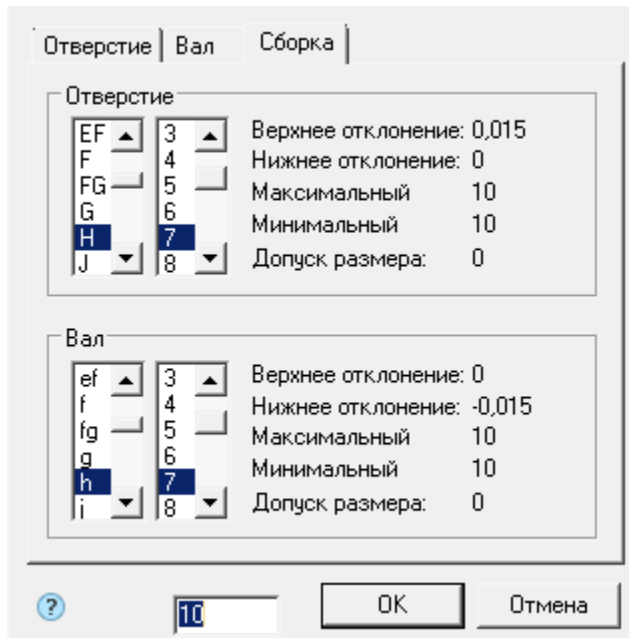 Отверстие Вал Сборка
Отверстие
EF 3 Верхнее отклонение: 0,015
F 4 Нижнее отклонение: 0
FG 5 Максимальный 10
G 6 Минимальный 10
H 7
J 8 Допуск размера: 0
Вал
ef 3 Верхнее отклонение: 0
f 4 Нижнее отклонение: -0,015
fg 5 Максимальный 10
g 6 Минимальный 10
h 7
i 8 Допуск размера: 0
? 10 OK Отмена